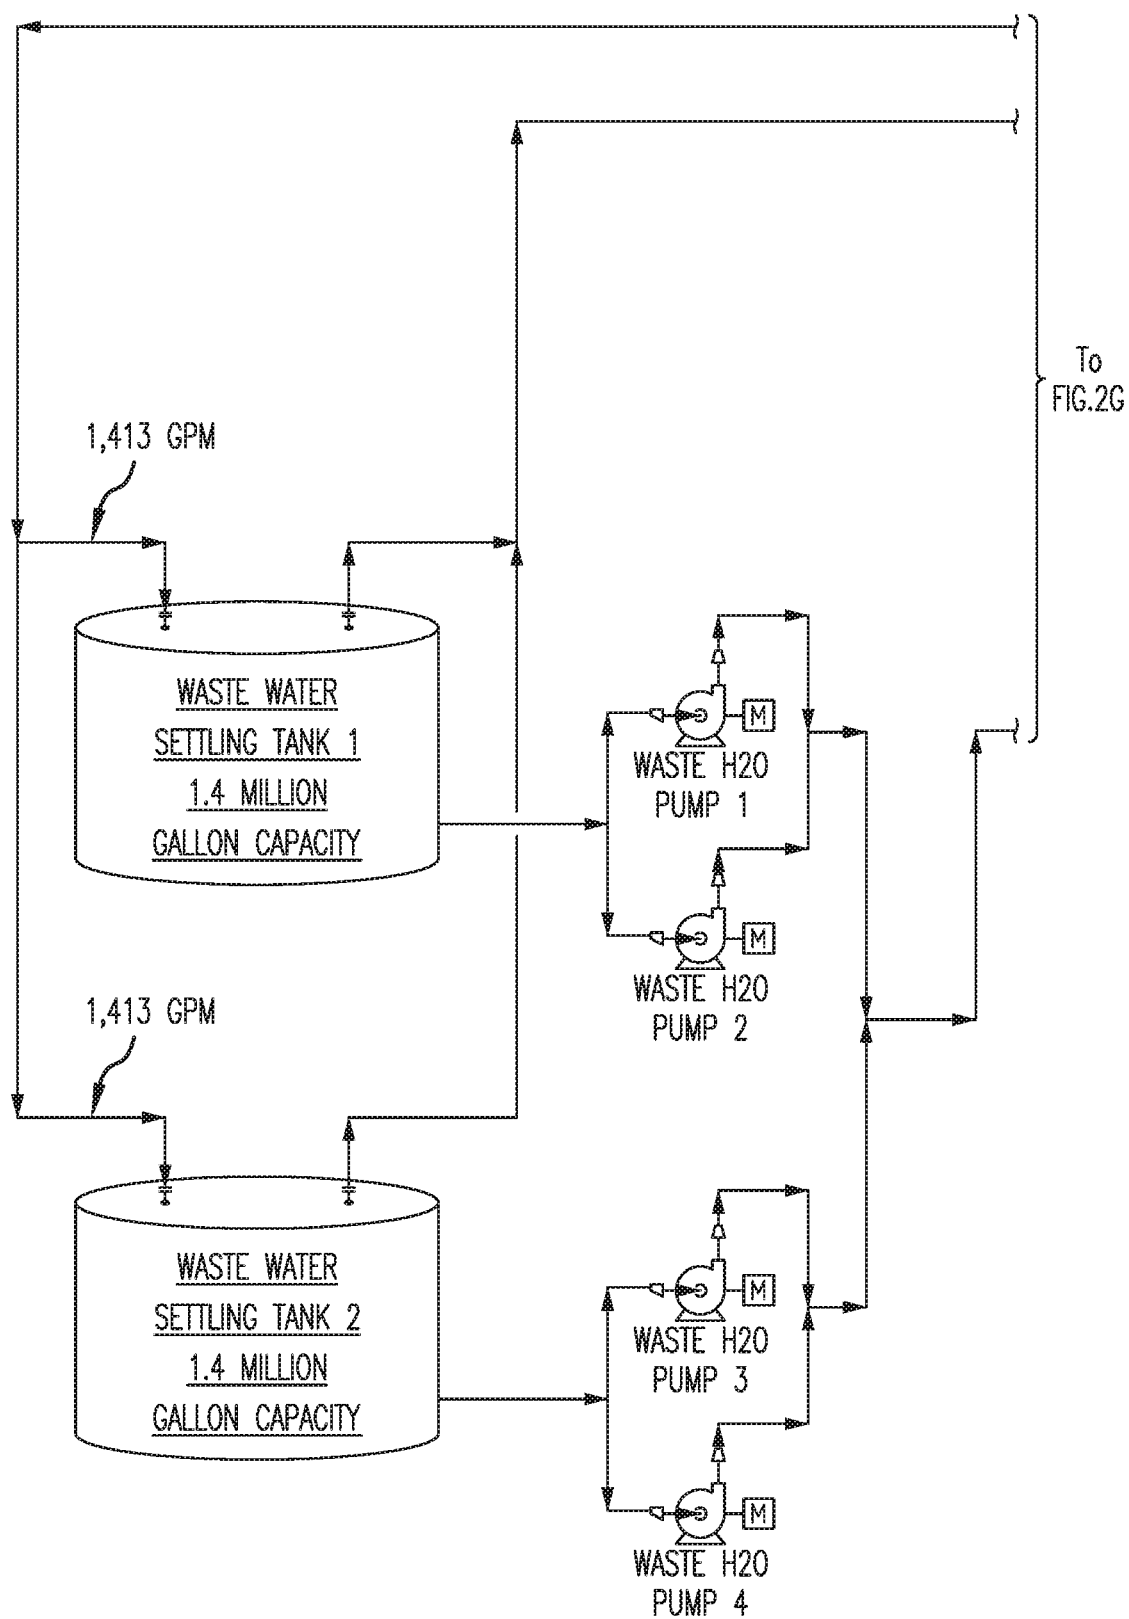 To
FIG.2G
1,413 GPM
WASTE WATER
SETTLING TANK 1
1.4 MILLION
GALLON CAPACITY
M
WASTE H2O
PUMP 1
M
WASTE H2O
PUMP 2
1,413 GPM
WASTE WATER
SETTLING TANK 2
1.4 MILLION
GALLON CAPACITY
M
WASTE H2O
PUMP 3
M
WASTE H2O
PUMP 4